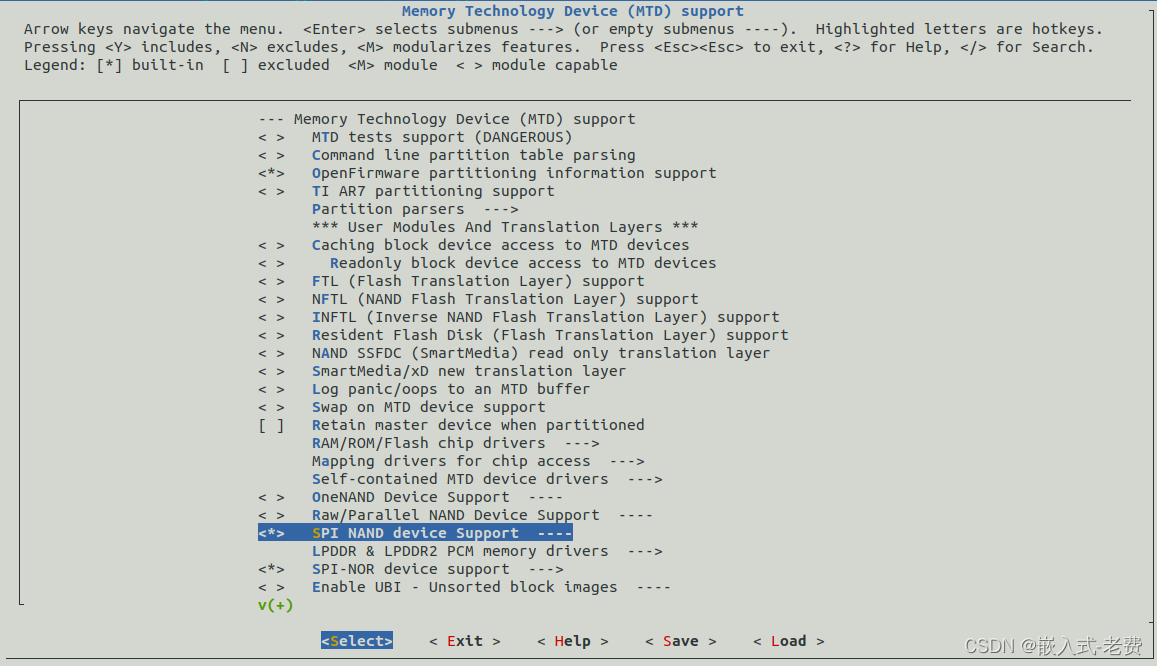 Memory Technology Device (MTD) support
Arrow keys navigate the menu.  <Enter> selects submenus ---> (or empty submenus ----).  Highlighted letters are hotkeys.
Pressing <Y> includes, <N> excludes, <M> modularizes features.  Press <Esc><Esc> to exit, <?> for Help, </> for Search.
Legend: [*] built-in  [ ] excluded  <M> module  < > module capable
--- Memory Technology Device (MTD) support
< >   MTD tests support (DANGEROUS)
< >   Command line partition table parsing
<*>   OpenFirmware partitioning information support
< >   TI AR7 partitioning support
Partition parsers  --->
*** User Modules And Translation Layers ***
< >   Caching block device access to MTD devices
< >     Readonly block device access to MTD devices
< >   FTL (Flash Translation Layer) support
< >   NFTL (NAND Flash Translation Layer) support
< >   INFTL (Inverse NAND Flash Translation Layer) support
< >   Resident Flash Disk (Flash Translation Layer) support
< >   NAND SSFDC (SmartMedia) read only translation layer
< >   SmartMedia/xD new translation layer
< >   Log panic/oops to an MTD buffer
< >   Swap on MTD device support
[ ]   Retain master device when partitioned
RAM/ROM/Flash chip drivers  --->
Mapping drivers for chip access  --->
Self-contained MTD device drivers  --->
< >   OneNAND Device Support  ----
< >   Raw/Parallel NAND Device Support  ----
<*>   SPI NAND device Support  ----
LPDDR & LPDDR2 PCM memory drivers  --->
<*>   SPI-NOR device support  --->
< >   Enable UBI - Unsorted block images  ----
v(+)
<Select>    < Exit >    < Help >    < Save >    < Load >
CSDN @嵌入式-老费